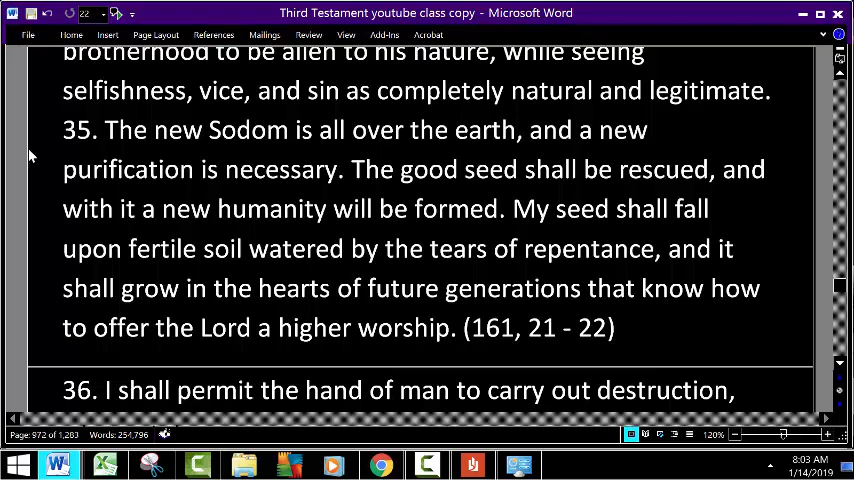 22
Third Testament youtube class copy - Microsoft Word
File Home Insert Page Layout References Mailings Review View Add-Ins Acrobat
brotherhood to be alien to his nature, while seeing
selfishness, vice, and sin as completely natural and legitimate.
35. The new Sodom is all over the earth, and a new
purification is necessary. The good seed shall be rescued, and
with it a new humanity will be formed. My seed shall fall
upon fertile soil watered by the tears of repentance, and it
shall grow in the hearts of future generations that know how
to offer the Lord a higher worship. (161, 21 - 22)
36. I shall permit the hand of man to carry out destruction,
Page: 972 of 1,283 Words: 254,796 120%
8:03 AM
1/14/2019